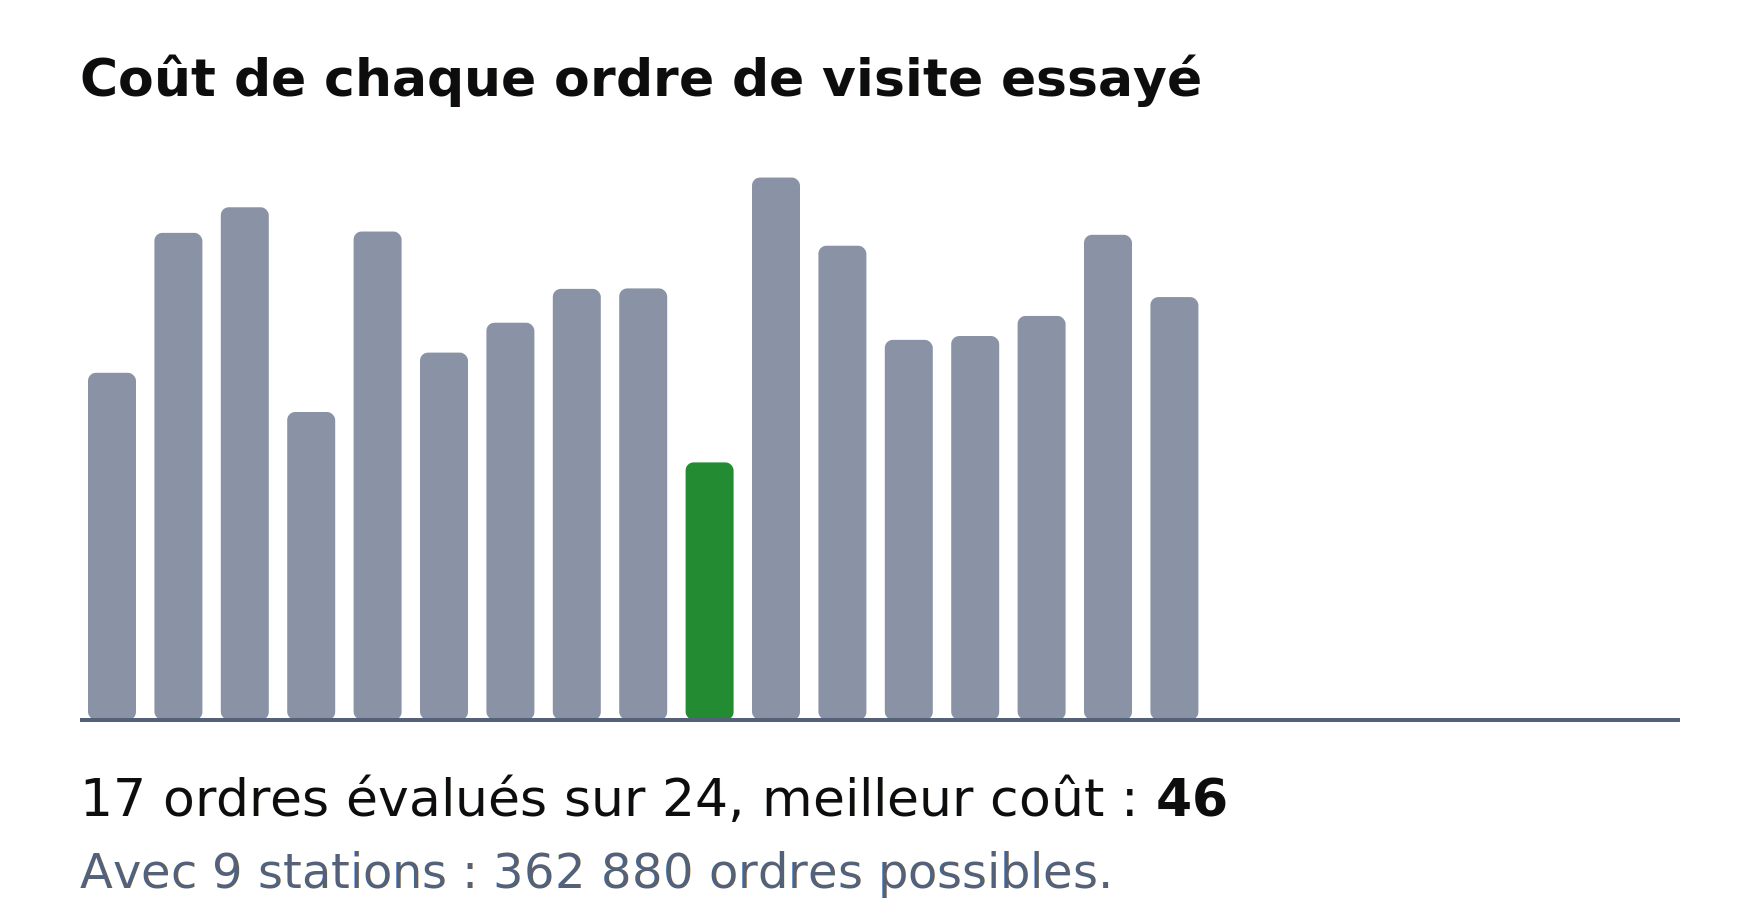 Coût de chaque ordre de visite essayé
17 ordres évalués sur 24, meilleur coût : 46
Avec 9 stations : 362 880 ordres possibles.